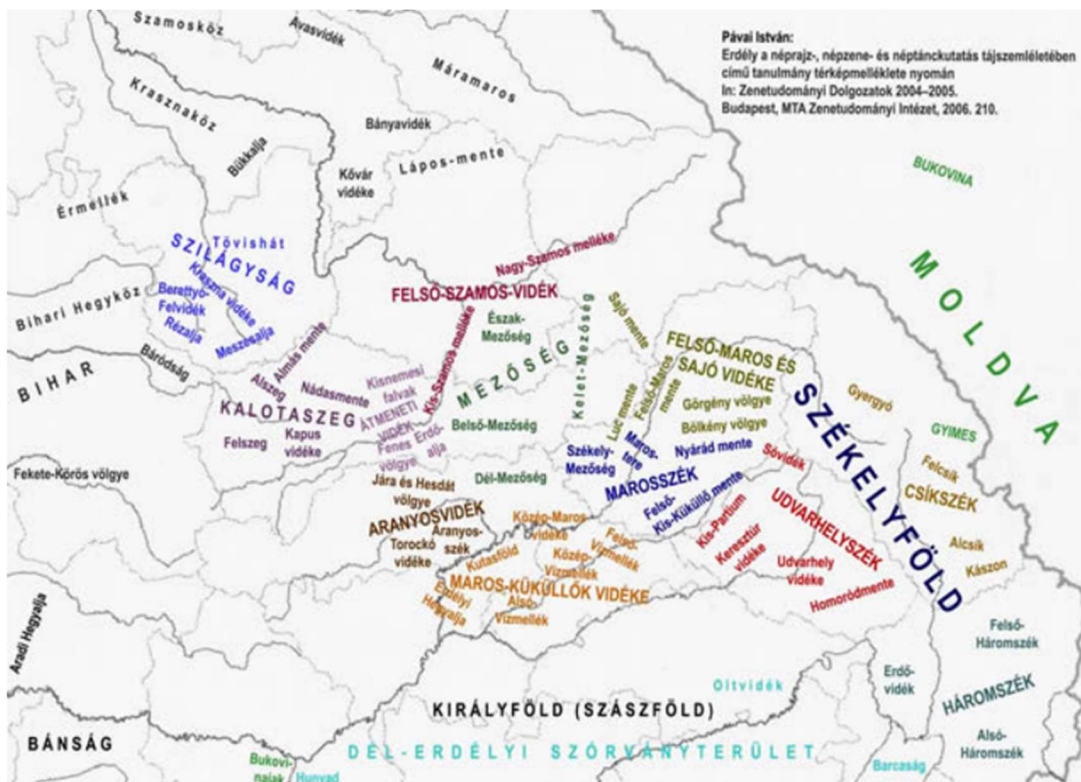 Szamosköz
Avasvidék
Pávai István:
Erdély a néprajz-, népzene- és néptánckutatás tájszemléletében
című tanulmány térképmelléklete nyomán
In: Zenetudományi Dolgozatok 2004–2005.
Budapest, MTA Zenetudományi Intézet, 2006. 210.
Máramaros
Krasznaköz
Bányavidék
Bükkalja
Lápos-mente
Kővár
vidéke
BUKOVINA
Érmellék
Tövishát
SZILÁGYSÁG
Kraszna vidéke
Berettyó-
Felvidék
Rézalja
Meszesalja
Bihari Hegyköz
Nagy-Szamos melléke
FELSŐ-SZAMOS-VIDÉK
MOLDVA
Észak-
Mezőség
Kis-Szamos melléke
MEZŐSÉG
Kelet-Mezőség
Sajó mente
Báródság
BIHAR
Almás mente
Alszeg
Nádasmente
Kisnemesi
falvak
KALOTASZEG
ÁTMENETI
VIDÉK
Felszeg
Kapus
vidéke
Fenes
völgye
Erdő-
alja
Belső-Mezőség
FELSŐ-MAROS ÉS
SAJÓ VIDÉKE
Luc mente
Felső-Maros
mente
Görgény völgye
Bölkény völgye
SZÉKELYFÖLD
Gyergyó
GYIMES
Fekete-Körös völgye
Székely-
Mezőség
Maros-
tere
Nyárád mente
Sóvidék
Felcsík
CSÍKSZÉK
Jára és Hesdát
völgye
Dél-Mezőség
MAROSSZÉK
Felső-
Kis-Küküllő mente
UDVARHELYSZÉK
ARANYOSVIDÉK
Aranyos-
szék
Torockó
vidéke
Közép-Maros
vidéke
Kutasföld
Felső-
Vízmellék
Közép-
Vízmellék
Kis-Partium
Keresztúr
vidéke
Udvarhely
vidéke
Alcsík
Kászon
MAROS-KÜKÜLLŐK VIDÉKE
Erdélyi
Hegyalja
Alsó-
Vízmellék
Homoródmente
Aradi Hegyalja
Felső-
Háromszék
Erdő-
vidék
HÁROMSZÉK
Oltvidék
KIRÁLYFÖLD (SZÁSZFÖLD)
BÁNSÁG
DÉL-ERDÉLYI SZÓRVÁNYTERÜLET
Alsó-
Háromszék
Barcaság
Bukovi-
naiak
Hunyad